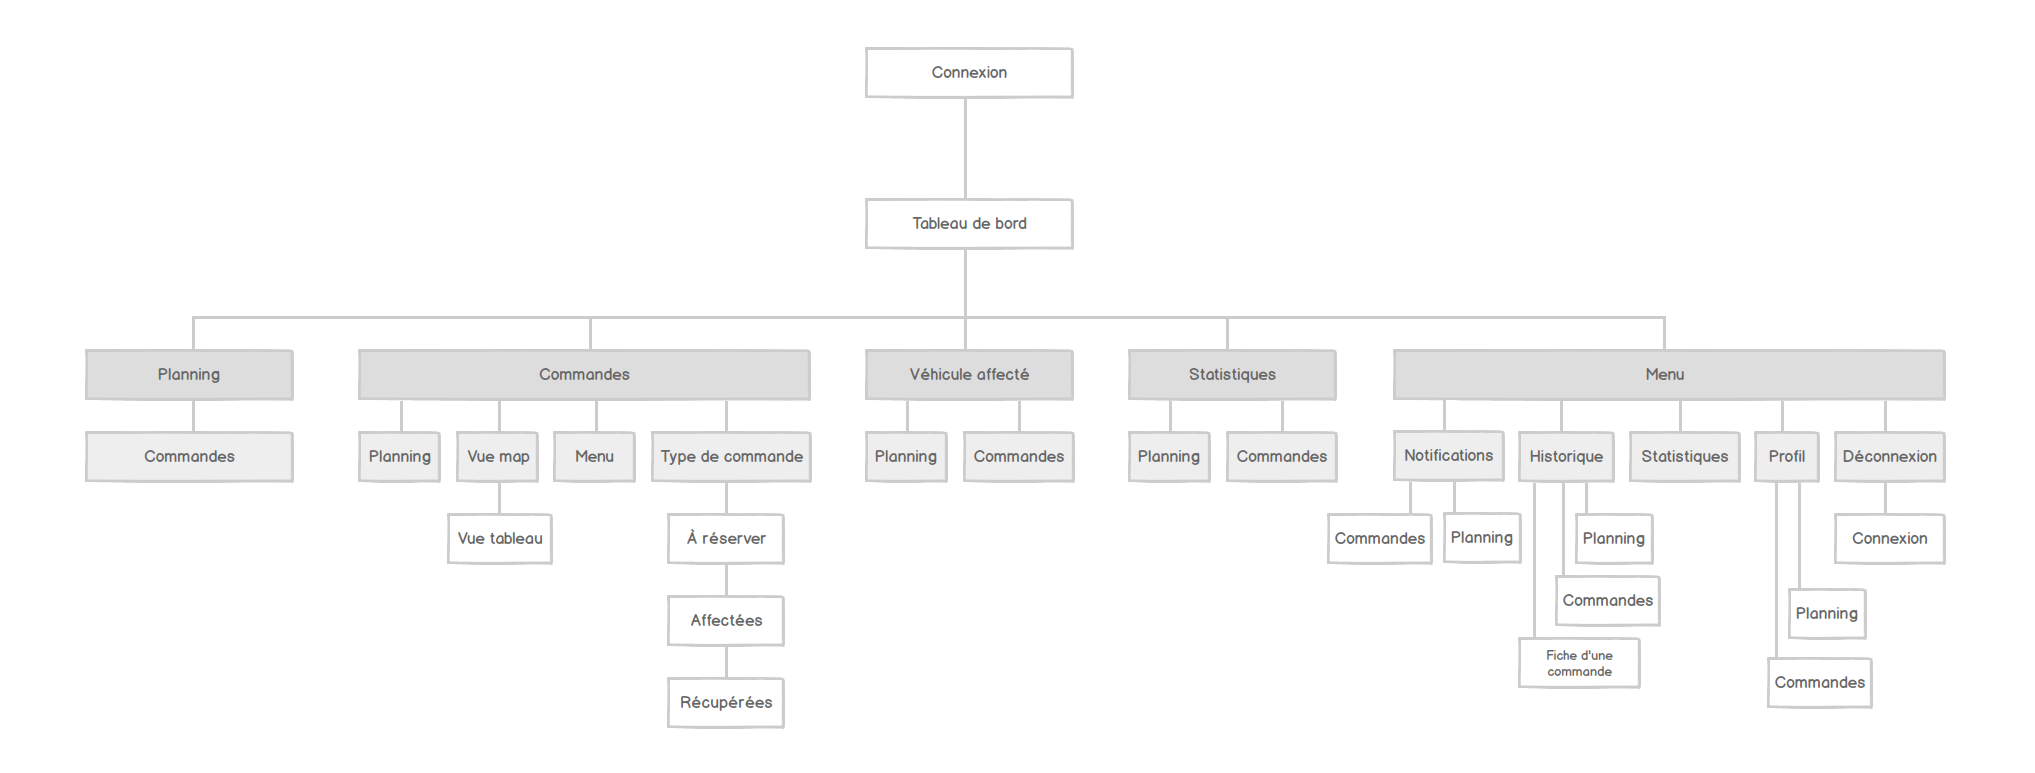 Connexion
Tableau de bord
Planning
Commandes
Véhicule affecté
Statistiques
Menu
Commandes
Planning
Vue map
Menu
Type de commande
Planning
Commandes
Planning
Commandes
Notifications
Historique
Statistiques
Profil
Déconnexion
Vue tableau
À réserver
Commandes
Planning
Planning
Connexion
Commandes
Planning
Affectées
Fiche d'une
commande
Commandes
Récupérées